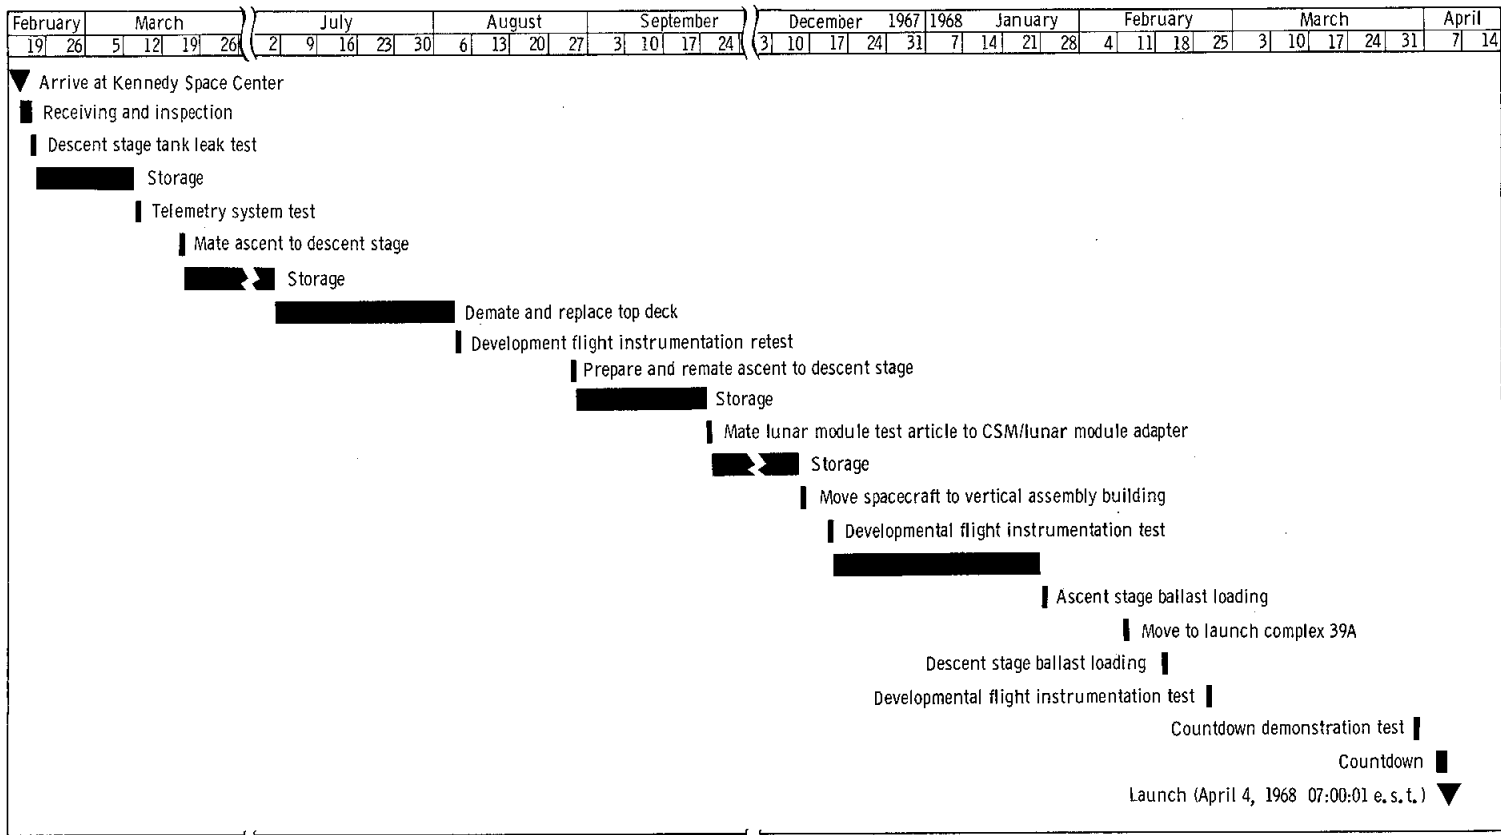 February March July August September December 1967 1968 January February March April
19 26 5 12 19 26 2 9 16 23 30 6 13 20 27 3 10 17 24 3 10 17 24 31 7 14 21 28 4 11 18 25 3 10 17 24 31 7 14
Arrive at Kennedy Space Center
Receiving and inspection
Descent stage tank leak test
Storage
Telemetry system test
Mate ascent to descent stage
Storage
Demate and replace top deck
Development flight instrumentation retest
Prepare and remate ascent to descent stage
Storage
Mate lunar module test article to CSM/lunar module adapter
Storage
Move spacecraft to vertical assembly building
Developmental flight instrumentation test
Ascent stage ballast loading
Move to launch complex 39A
Descent stage ballast loading
Developmental flight instrumentation test
Countdown demonstration test
Countdown
Launch (April 4, 1968 07:00:01 e.s.t.)